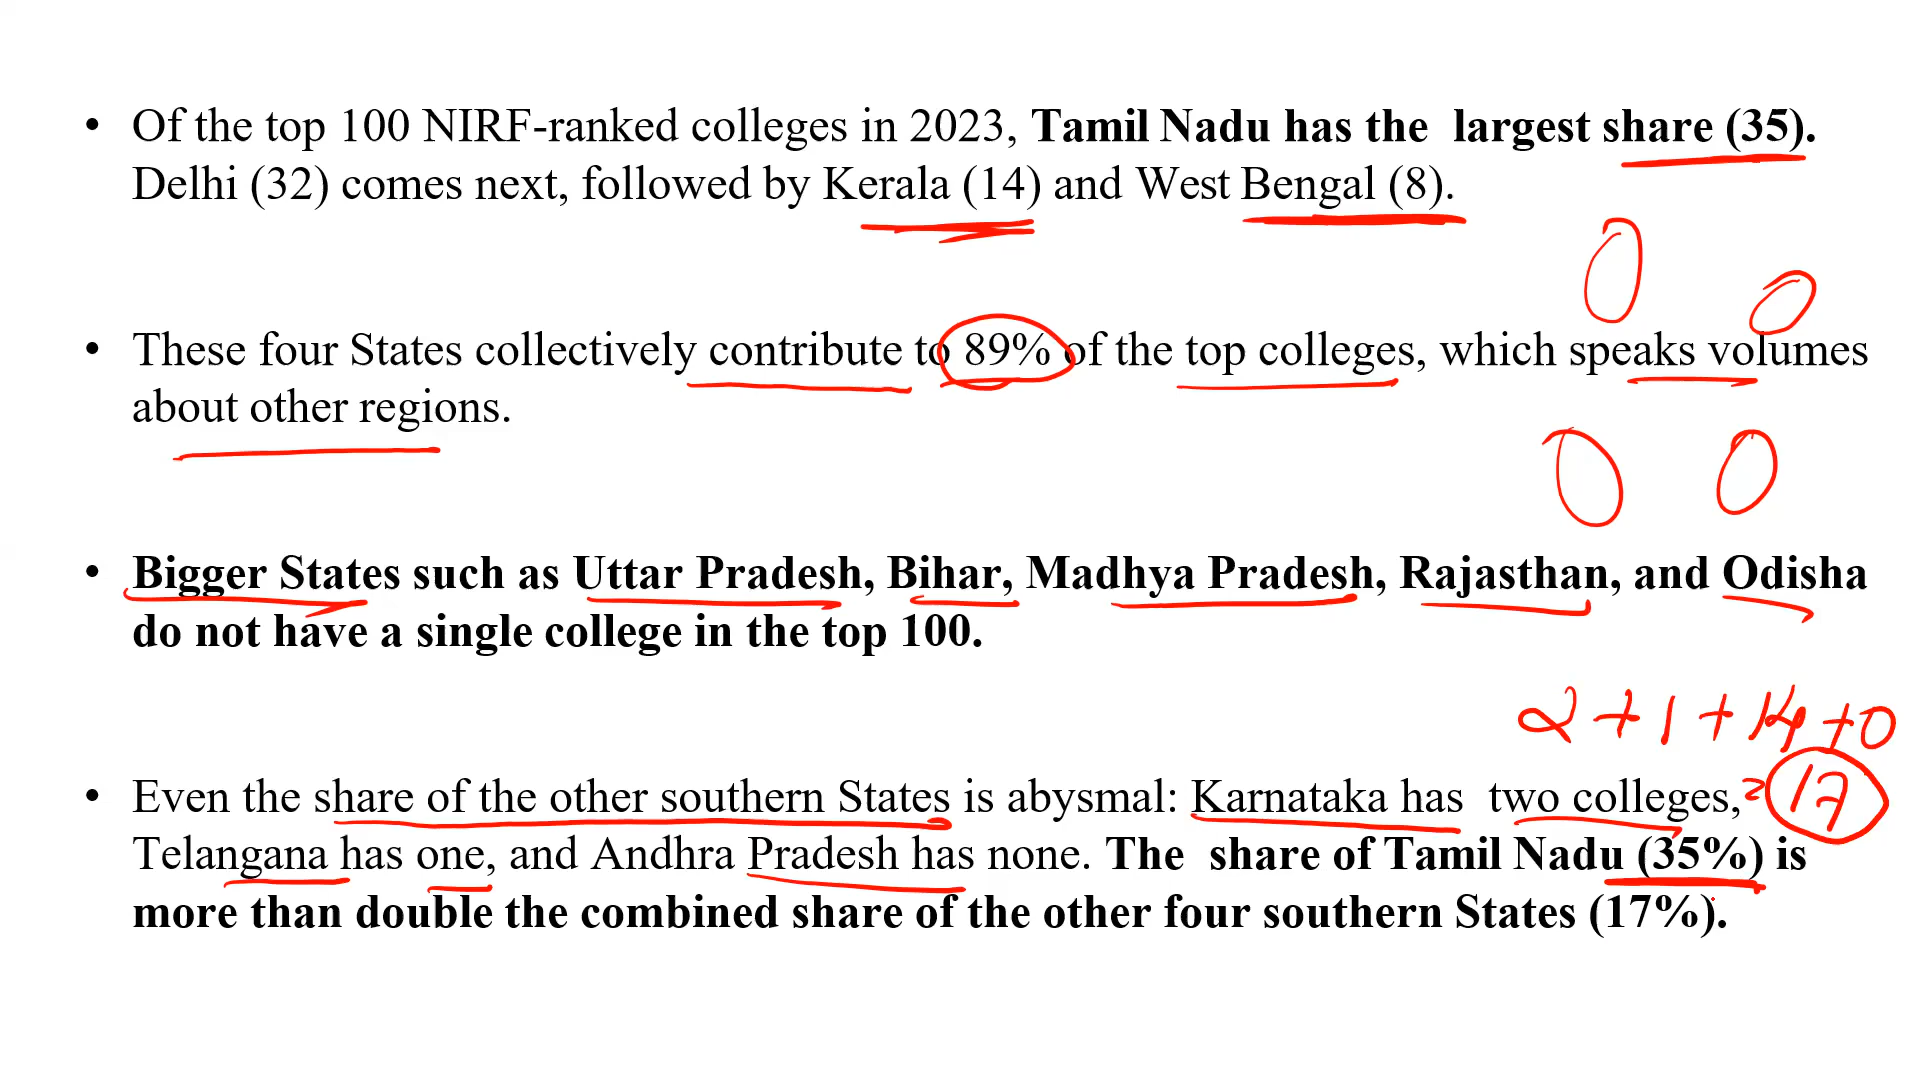 • Of the top 100 NIRF-ranked colleges in 2023, Tamil Nadu has the largest share (35).
Delhi (32) comes next, followed by Kerala (14) and West Bengal (8).
• These four States collectively contribute to 89% of the top colleges, which speaks volumes
about other regions.
• Bigger States such as Uttar Pradesh, Bihar, Madhya Pradesh, Rajasthan, and Odisha
do not have a single college in the top 100.
2+1+14+0
• Even the share of the other southern States is abysmal: Karnataka has two colleges,
= 17
Telangana has one, and Andhra Pradesh has none. The share of Tamil Nadu (35%) is
more than double the combined share of the other four southern States (17%).